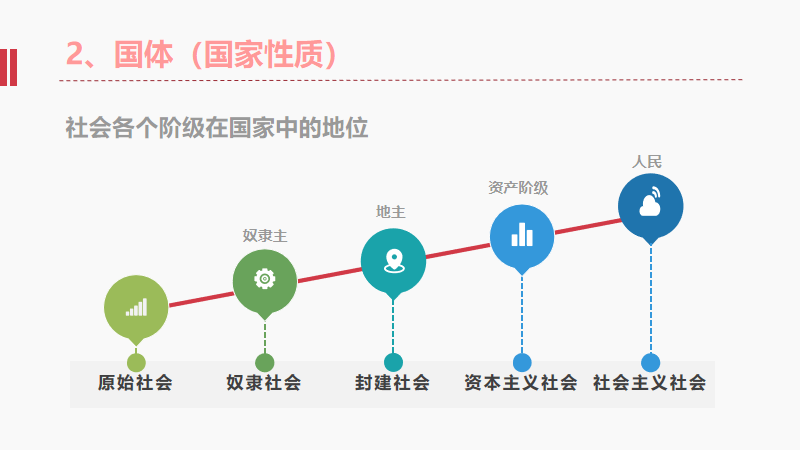 2、国体（国家性质）
社会各个阶级在国家中的地位
人民
资产阶级
地主
奴隶主
原始社会
奴隶社会
封建社会
资本主义社会
社会主义社会